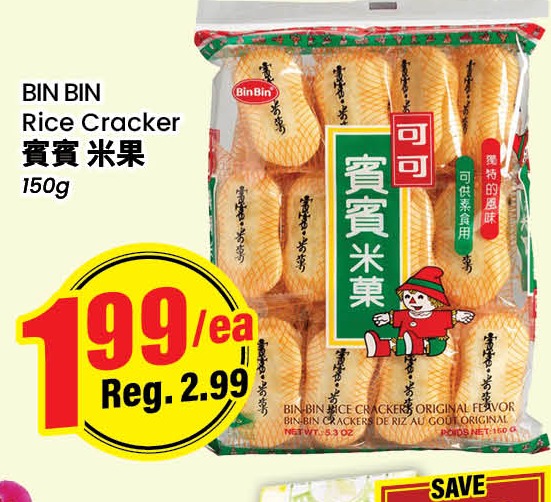 BIN BIN
Rice Cracker
賓賓 米果
150g
1.99/ea
Reg. 2.99
BinBin
可可
賓賓米菓
獨特的風味
可供素食用
BIN-BIN RICE CRACKERS ORIGINAL FLAVOR
BIN-BIN CRACKERS DE RIZ AU GOÛT ORIGINAL
NET WT.: 5.3 OZ
POIDS NET: 150 G
SAVE